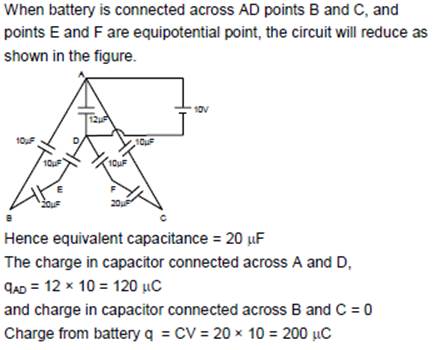 When battery is connected across AD points B and C, and
points E and F are equipotential point, the circuit will reduce as
shown in the figure.
A
10V
12µF
10µF
D
10µF
10µF
10µF
E
F
20µF
20µF
B
C
Hence equivalent capacitance = 20 µF
The charge in capacitor connected across A and D,
qAD = 12 × 10 = 120 µC
and charge in capacitor connected across B and C = 0
Charge from battery q = CV = 20 × 10 = 200 µC